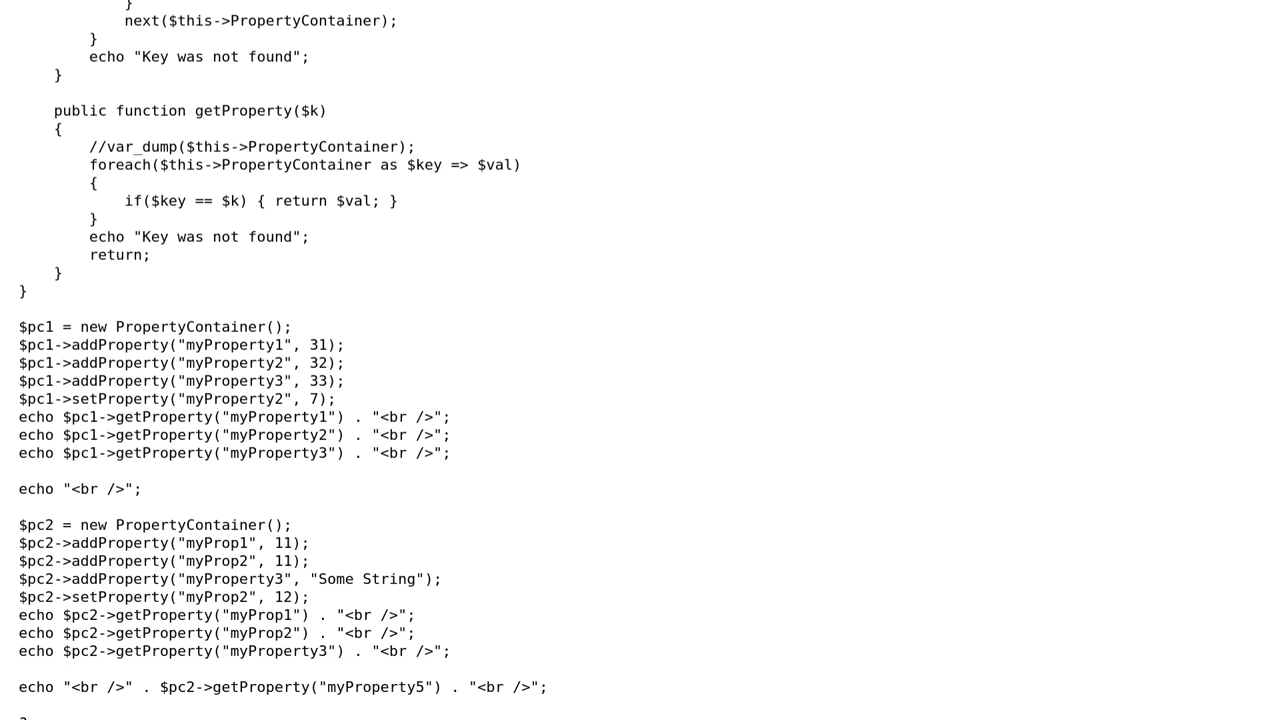 }
            next($this->PropertyContainer);
        }
        echo "Key was not found";
    }

    public function getProperty($k)
    {
        //var_dump($this->PropertyContainer);
        foreach($this->PropertyContainer as $key => $val)
        {
            if($key == $k) { return $val; }
        }
        echo "Key was not found";
        return;
    }
}

$pc1 = new PropertyContainer();
$pc1->addProperty("myProperty1", 31);
$pc1->addProperty("myProperty2", 32);
$pc1->addProperty("myProperty3", 33);
$pc1->setProperty("myProperty2", 7);
echo $pc1->getProperty("myProperty1") . "<br />";
echo $pc1->getProperty("myProperty2") . "<br />";
echo $pc1->getProperty("myProperty3") . "<br />";

echo "<br />";

$pc2 = new PropertyContainer();
$pc2->addProperty("myProp1", 11);
$pc2->addProperty("myProp2", 11);
$pc2->addProperty("myProperty3", "Some String");
$pc2->setProperty("myProp2", 12);
echo $pc2->getProperty("myProp1") . "<br />";
echo $pc2->getProperty("myProp2") . "<br />";
echo $pc2->getProperty("myProperty3") . "<br />";

echo "<br />" . $pc2->getProperty("myProperty5") . "<br />";